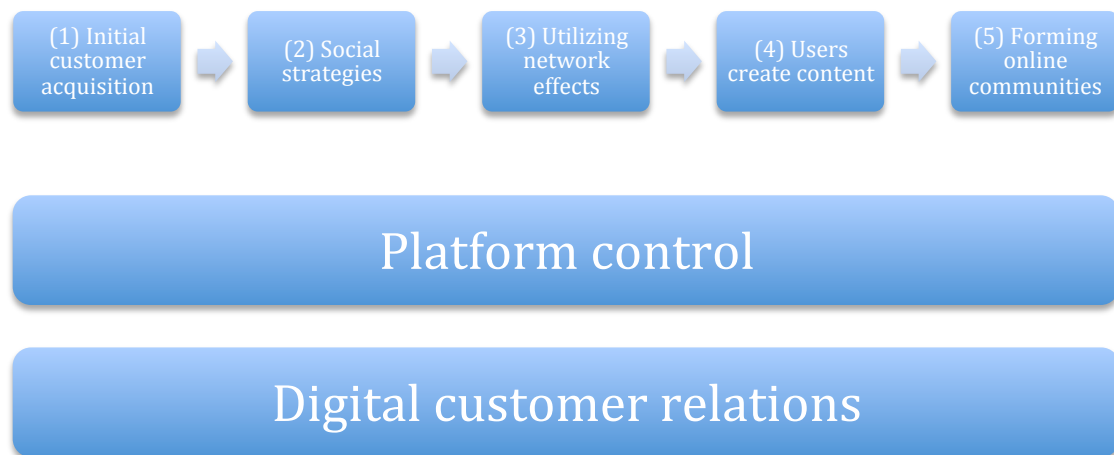 (1) Initial
customer
acquisition
(2) Social
strategies
(3) Utilizing
network
effects
(4) Users
create content
(5) Forming
online
communities
Platform control
Digital customer relations